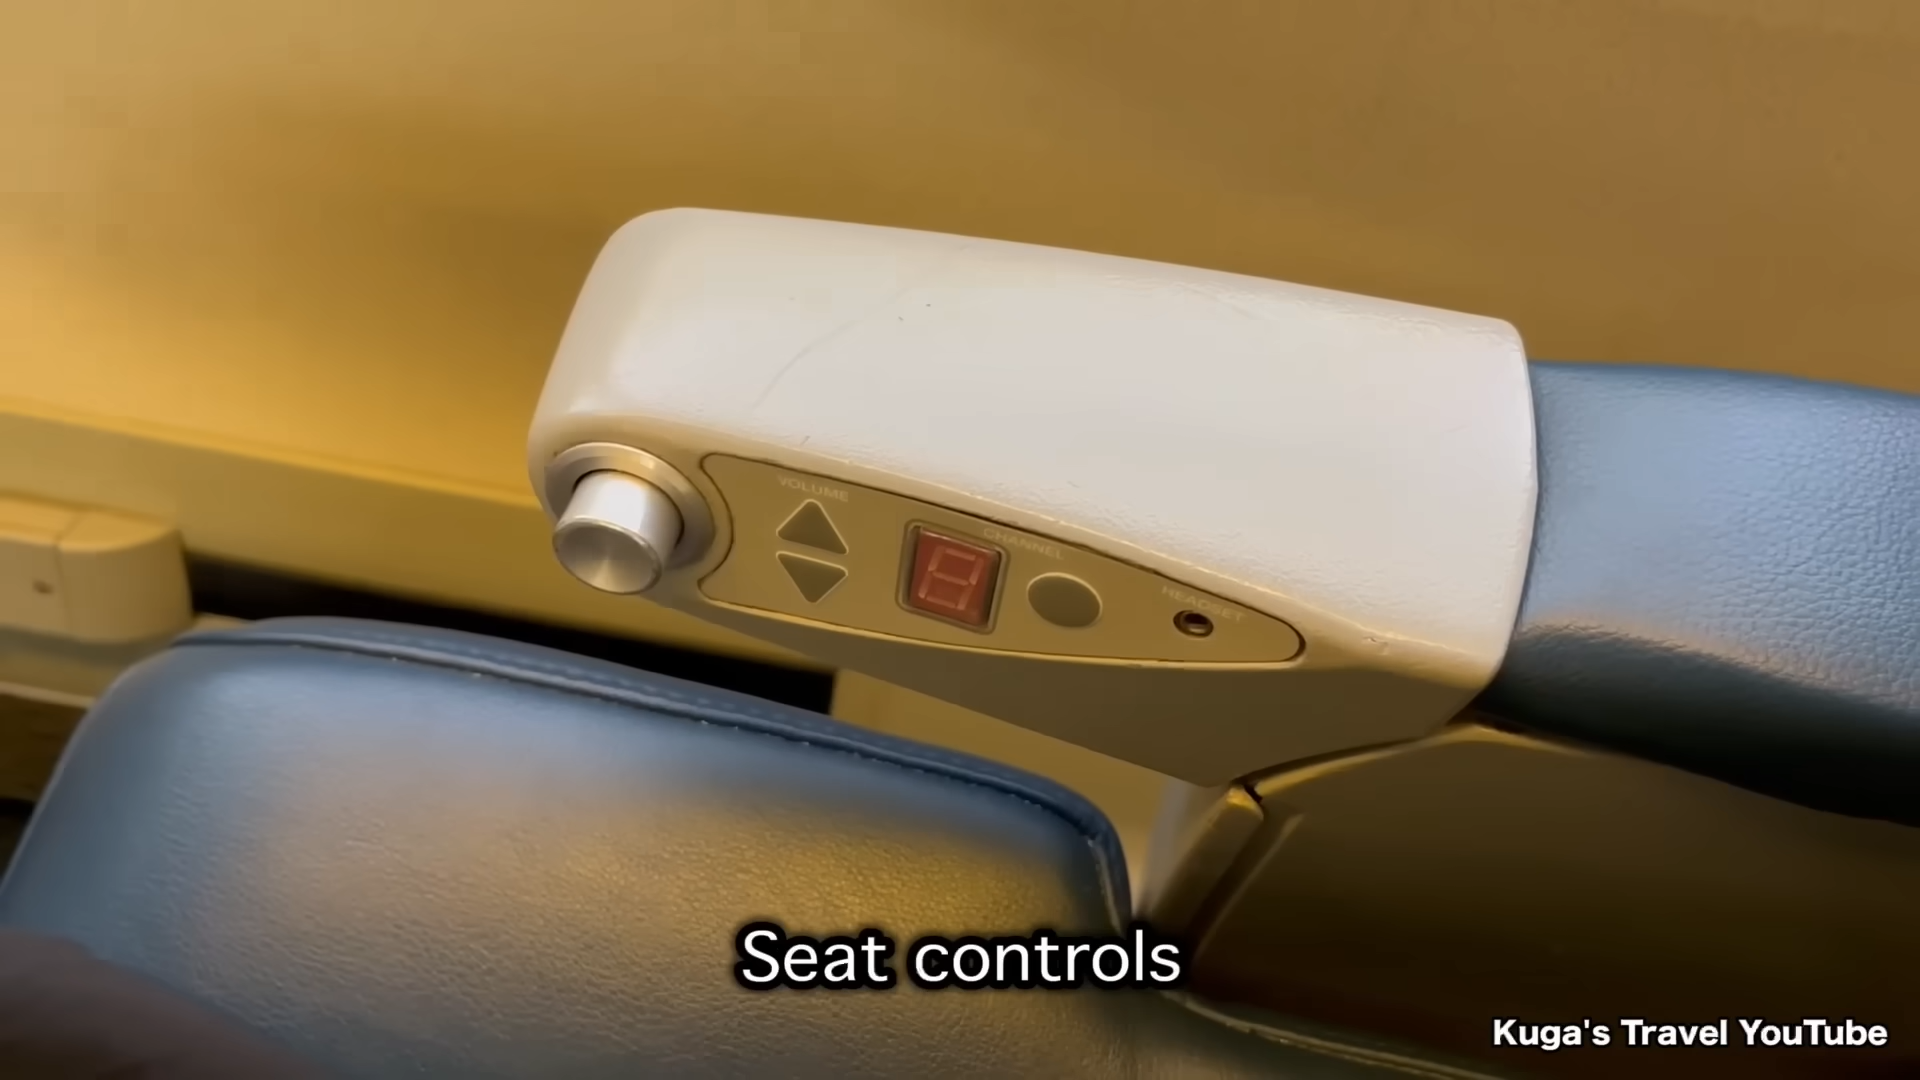 VOLUME
CHANNEL
HEADSET
Seat controls
Kuga's Travel YouTube